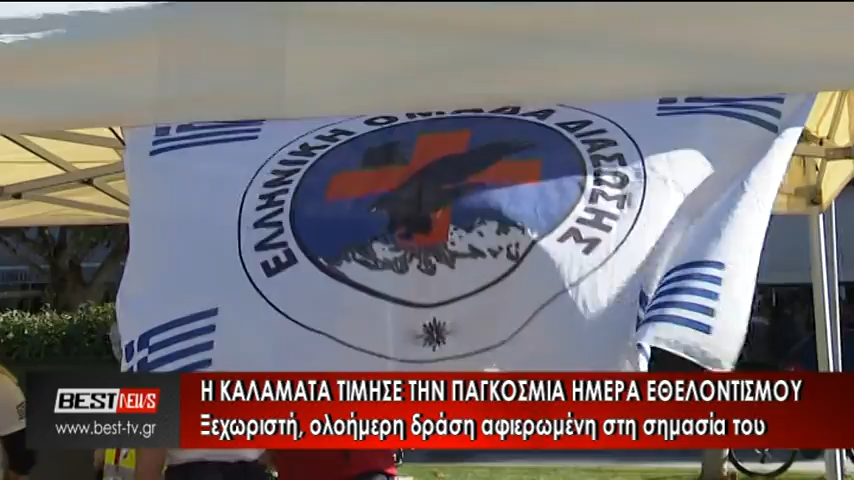 ΕΛΛΗΝΙΚΗ ΟΜΑΔΑ ΔΙΑΣΩΣΗΣ
BEST NEWS
www.best-tv.gr
Η ΚΑΛΑΜΑΤΑ ΤΙΜΗΣΕ ΤΗΝ ΠΑΓΚΟΣΜΙΑ ΗΜΕΡΑ ΕΘΕΛΟΝΤΙΣΜΟΥ
Ξεχωριστή, ολοήμερη δράση αφιερωμένη στη σημασία του